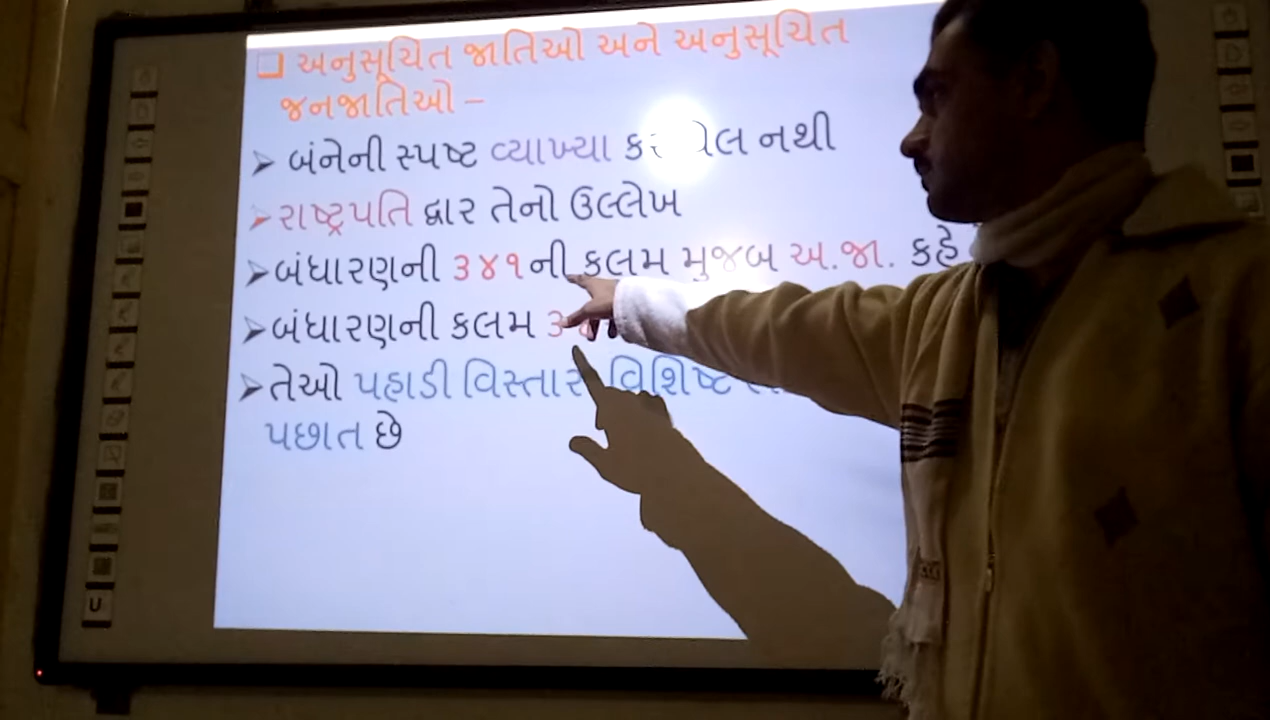 અનુસૂચિત જાતિઓ અને અનુસૂચિત
જનજાતિઓ –
બંનેની સ્પષ્ટ વ્યાખ્યા નથી
રાષ્ટ્રપતિ દ્વાર તેનો ઉલ્લેખ
બંધારણની ૩૪૧ની કલમ મુજબ અ.જા. કહે
બંધારણની કલમ
તેઓ પહાડી વિસ્તાર વિશિષ્ટ
પછાત છે